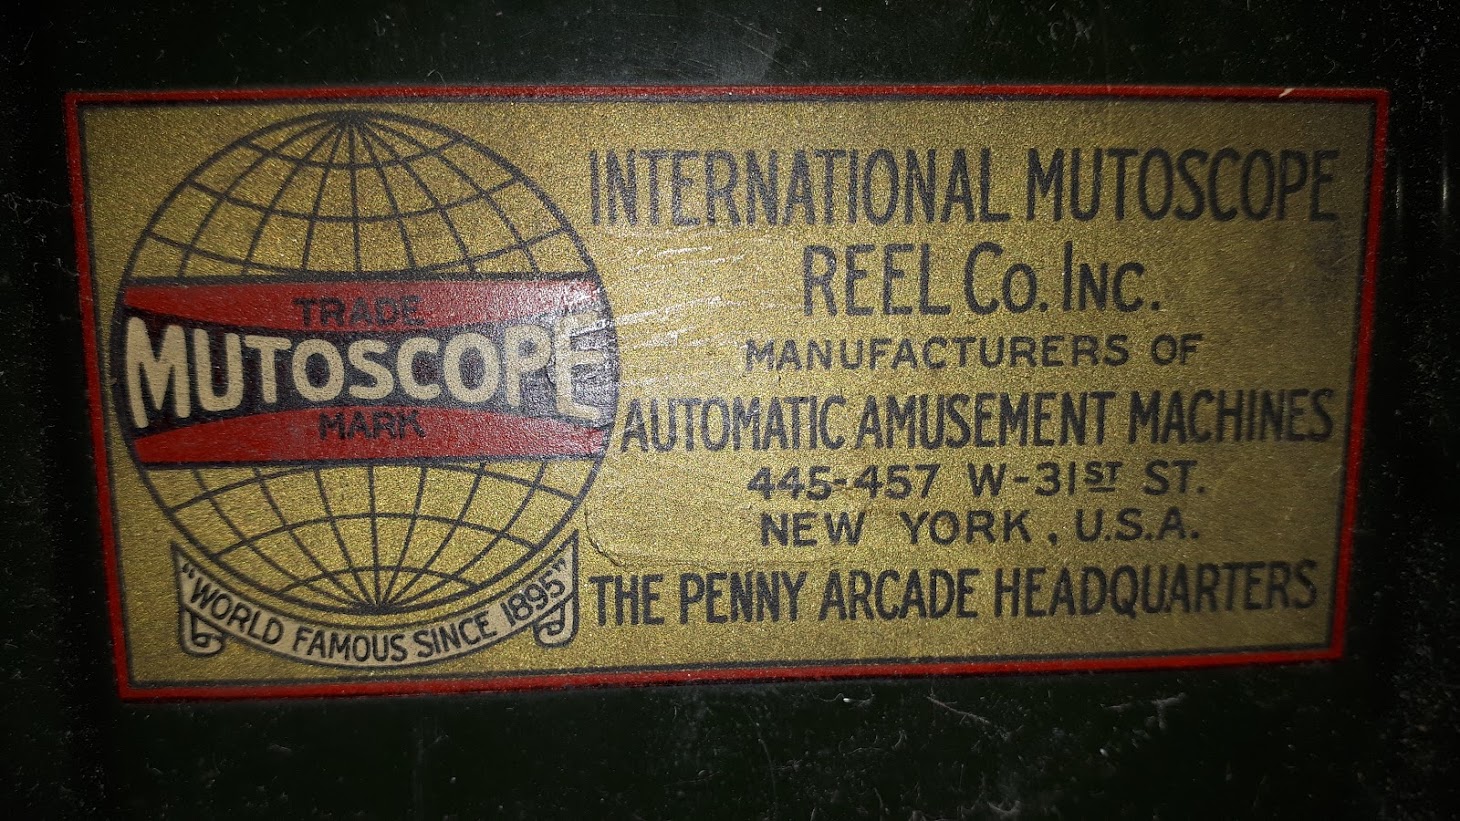 TRADE
MUTOSCOPE
MARK
"WORLD FAMOUS SINCE 1895"
INTERNATIONAL MUTOSCOPE
REEL CO. INC.
MANUFACTURERS OF
AUTOMATIC AMUSEMENT MACHINES
445-457 W-31ST ST.
NEW YORK, U.S.A.
THE PENNY ARCADE HEADQUARTERS